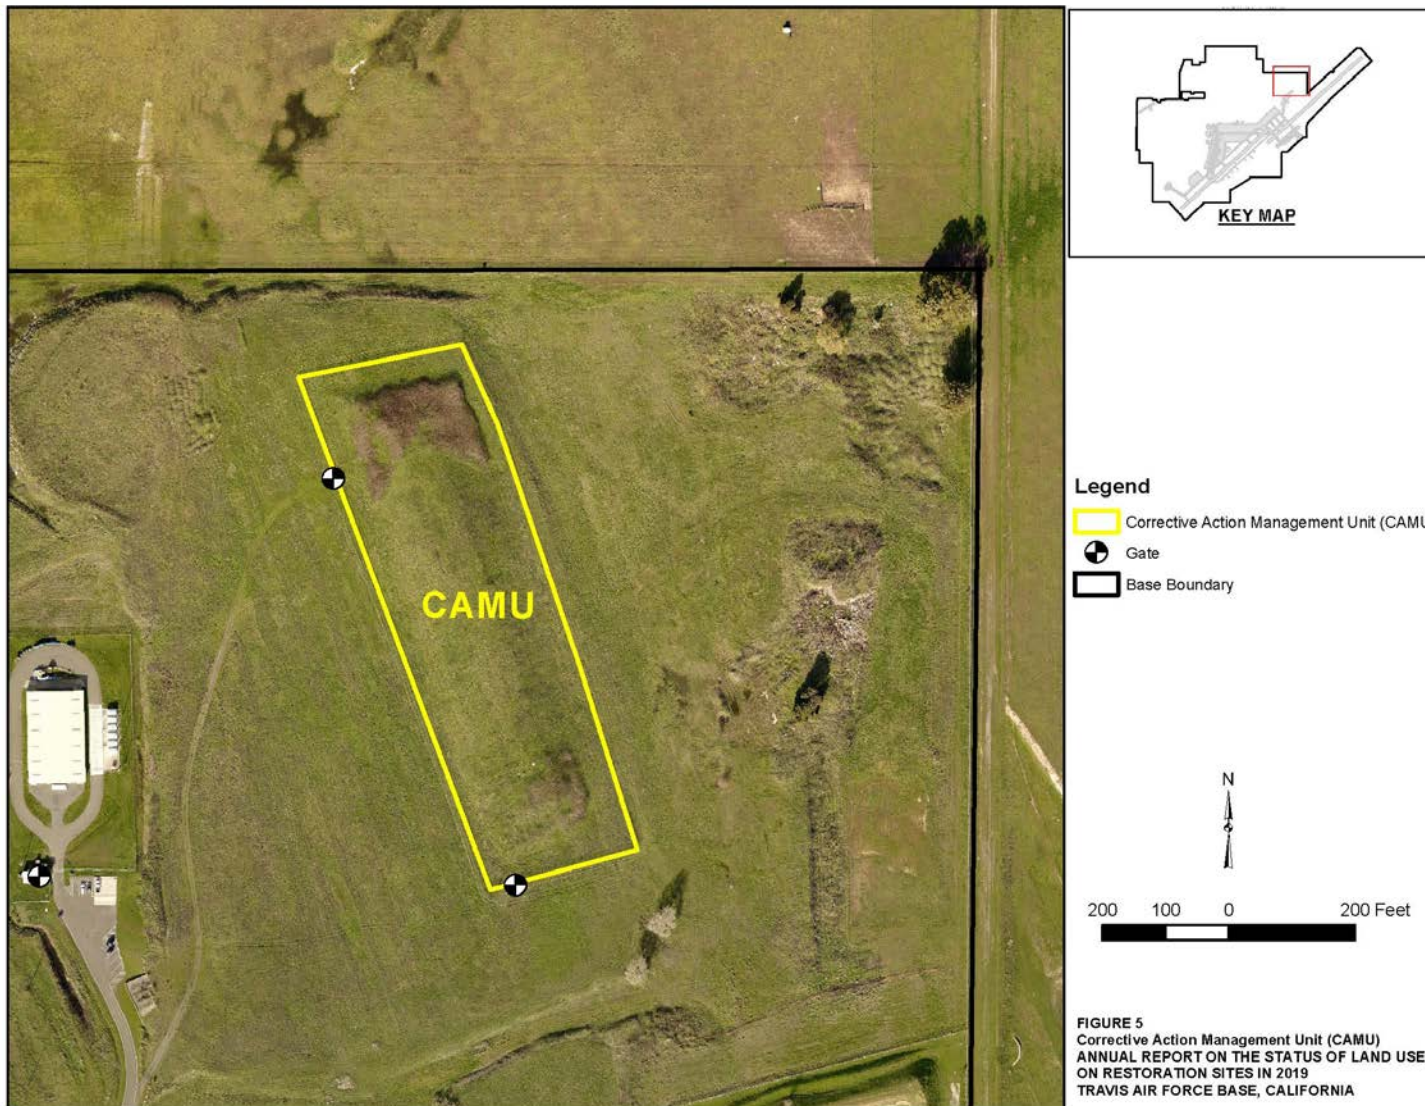 KEY MAP
CAMU
Legend
Corrective Action Management Unit (CAMU
Gate
Base Boundary
N
200 100 0 200 Feet
FIGURE 5
Corrective Action Management Unit (CAMU)
ANNUAL REPORT ON THE STATUS OF LAND USE
ON RESTORATION SITES IN 2019
TRAVIS AIR FORCE BASE, CALIFORNIA